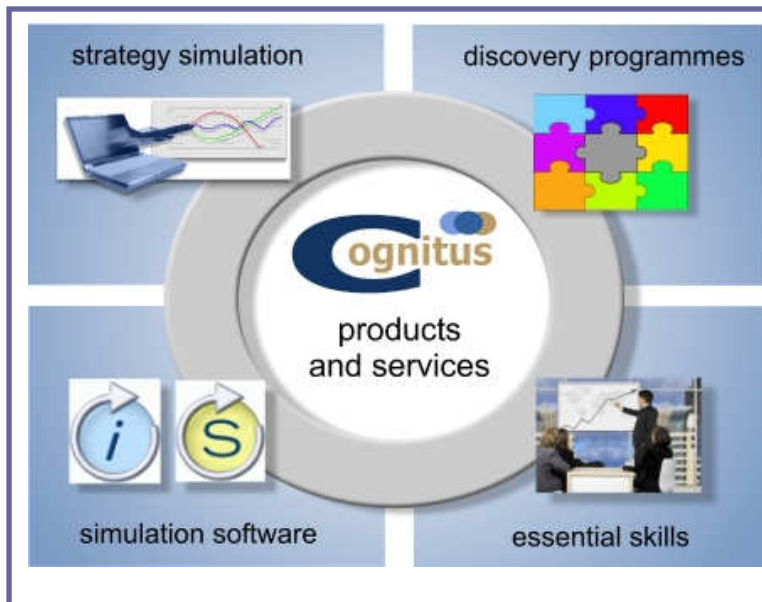 strategy simulation
discovery programmes
Cognitus
products
and services
i
S
simulation software
essential skills